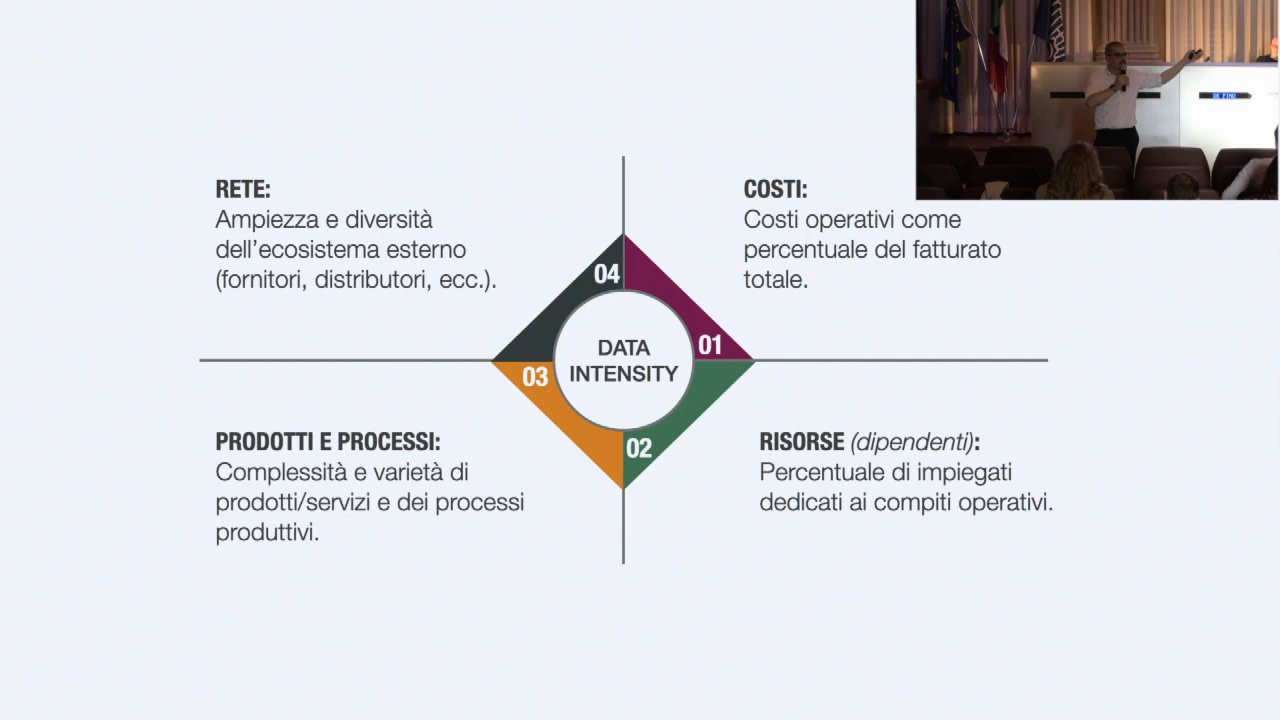 RETE:
Ampiezza e diversità
dell’ecosistema esterno
(fornitori, distributori, ecc.).
COSTI:
Costi operativi come
percentuale del fatturato
totale.
04
01
DATA
INTENSITY
03
02
PRODOTTI E PROCESSI:
Complessità e varietà di
prodotti/servizi e dei processi
produttivi.
RISORSE (dipendenti):
Percentuale di impiegati
dedicati ai compiti operativi.